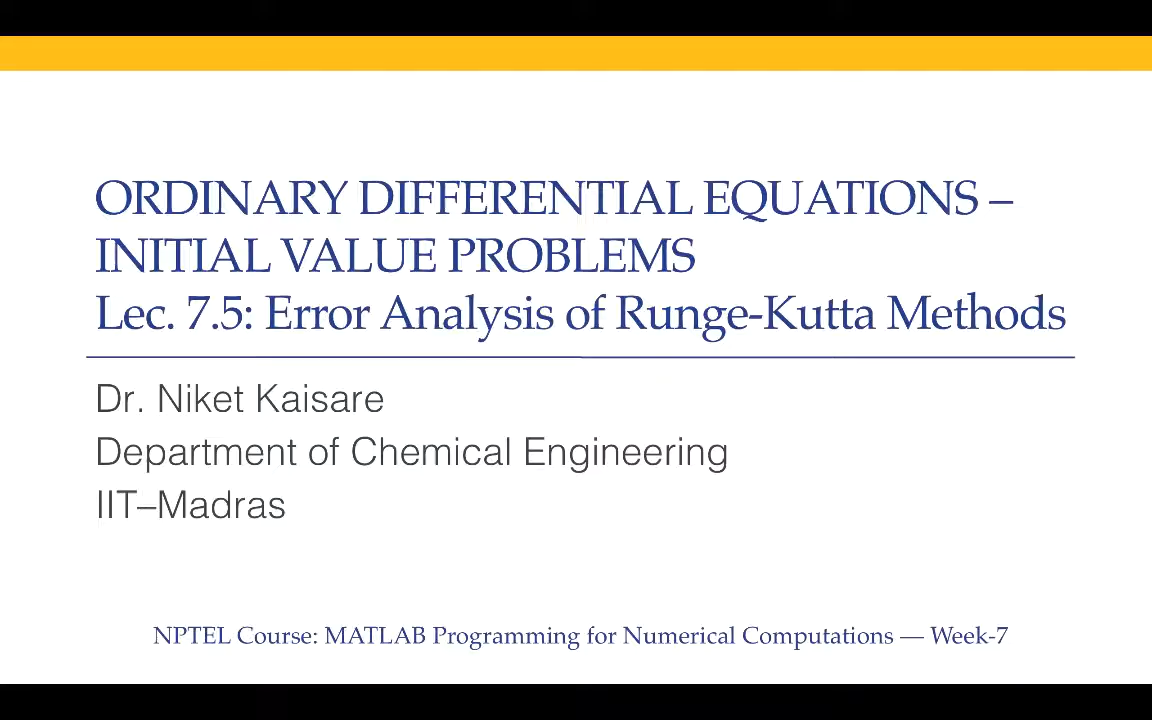 ORDINARY DIFFERENTIAL EQUATIONS –
INITIAL VALUE PROBLEMS
Lec. 7.5: Error Analysis of Runge-Kutta Methods
Dr. Niket Kaisare
Department of Chemical Engineering
IIT–Madras
NPTEL Course: MATLAB Programming for Numerical Computations — Week-7